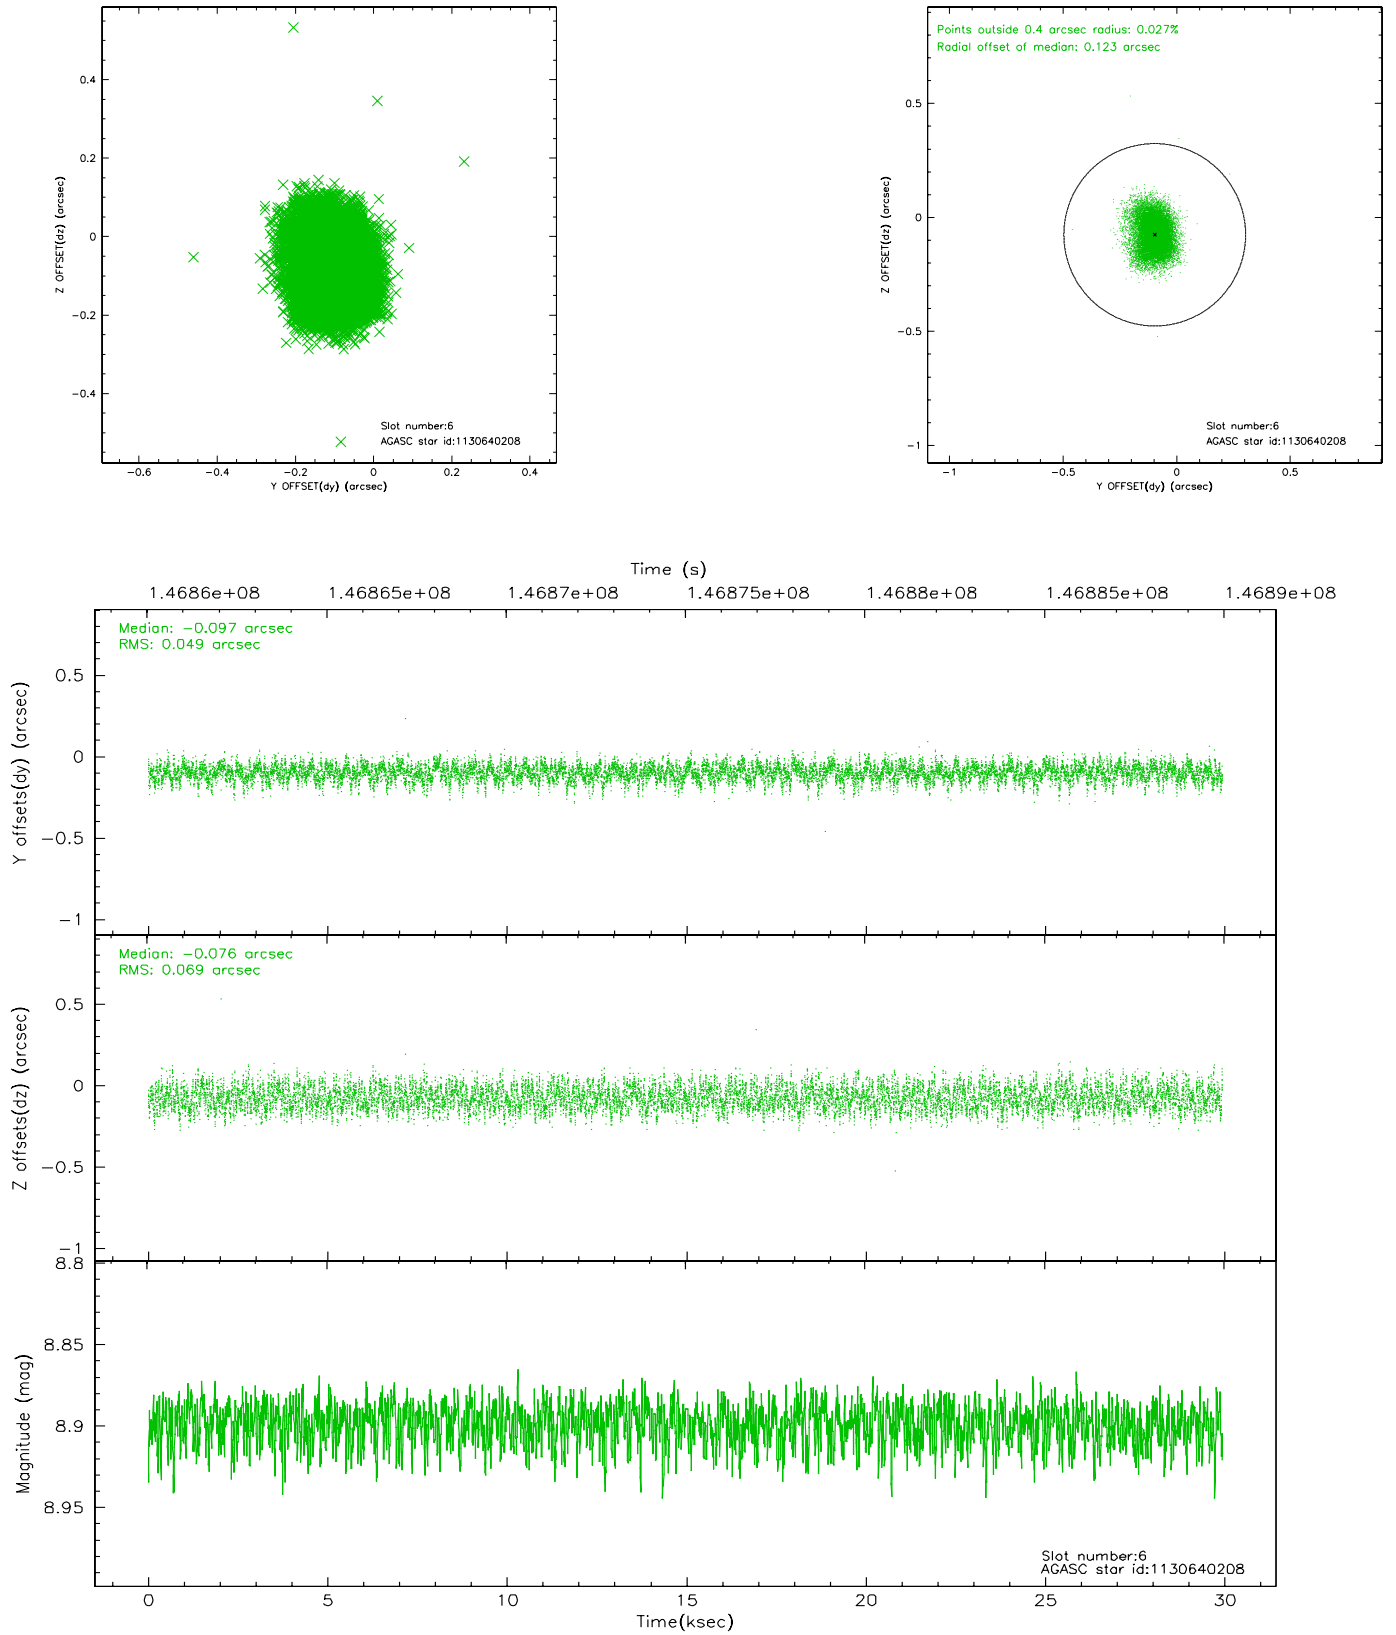 0.4
0.2
0
−0.2
−0.4
Z OFFSET(dz) (arcsec)
Slot number:6
AGASC star id:1130640208
−0.6 −0.4 −0.2 0 0.2 0.4
Y OFFSET(dy) (arcsec)
Points outside 0.4 arcsec radius: 0.027%
Radial offset of median: 0.123 arcsec
0.5
0
−0.5
−1
Z OFFSET(dz) (arcsec)
Slot number:6
AGASC star id:1130640208
−1 −0.5 0 0.5
Y OFFSET(dy) (arcsec)
Time (s)
1.4686e+08 1.46865e+08 1.4687e+08 1.46875e+08 1.4688e+08 1.46885e+08 1.4689e+08
Median: −0.097 arcsec
RMS: 0.049 arcsec
0.5
0
−0.5
−1
Y offsets(dy) (arcsec)
Median: −0.076 arcsec
RMS: 0.069 arcsec
0.5
0
−0.5
−1
Z offsets(dz) (arcsec)
8.8
8.85
8.9
8.95
Magnitude (mag)
Slot number:6
AGASC star id:1130640208
0 5 10 15 20 25 30
Time(ksec)